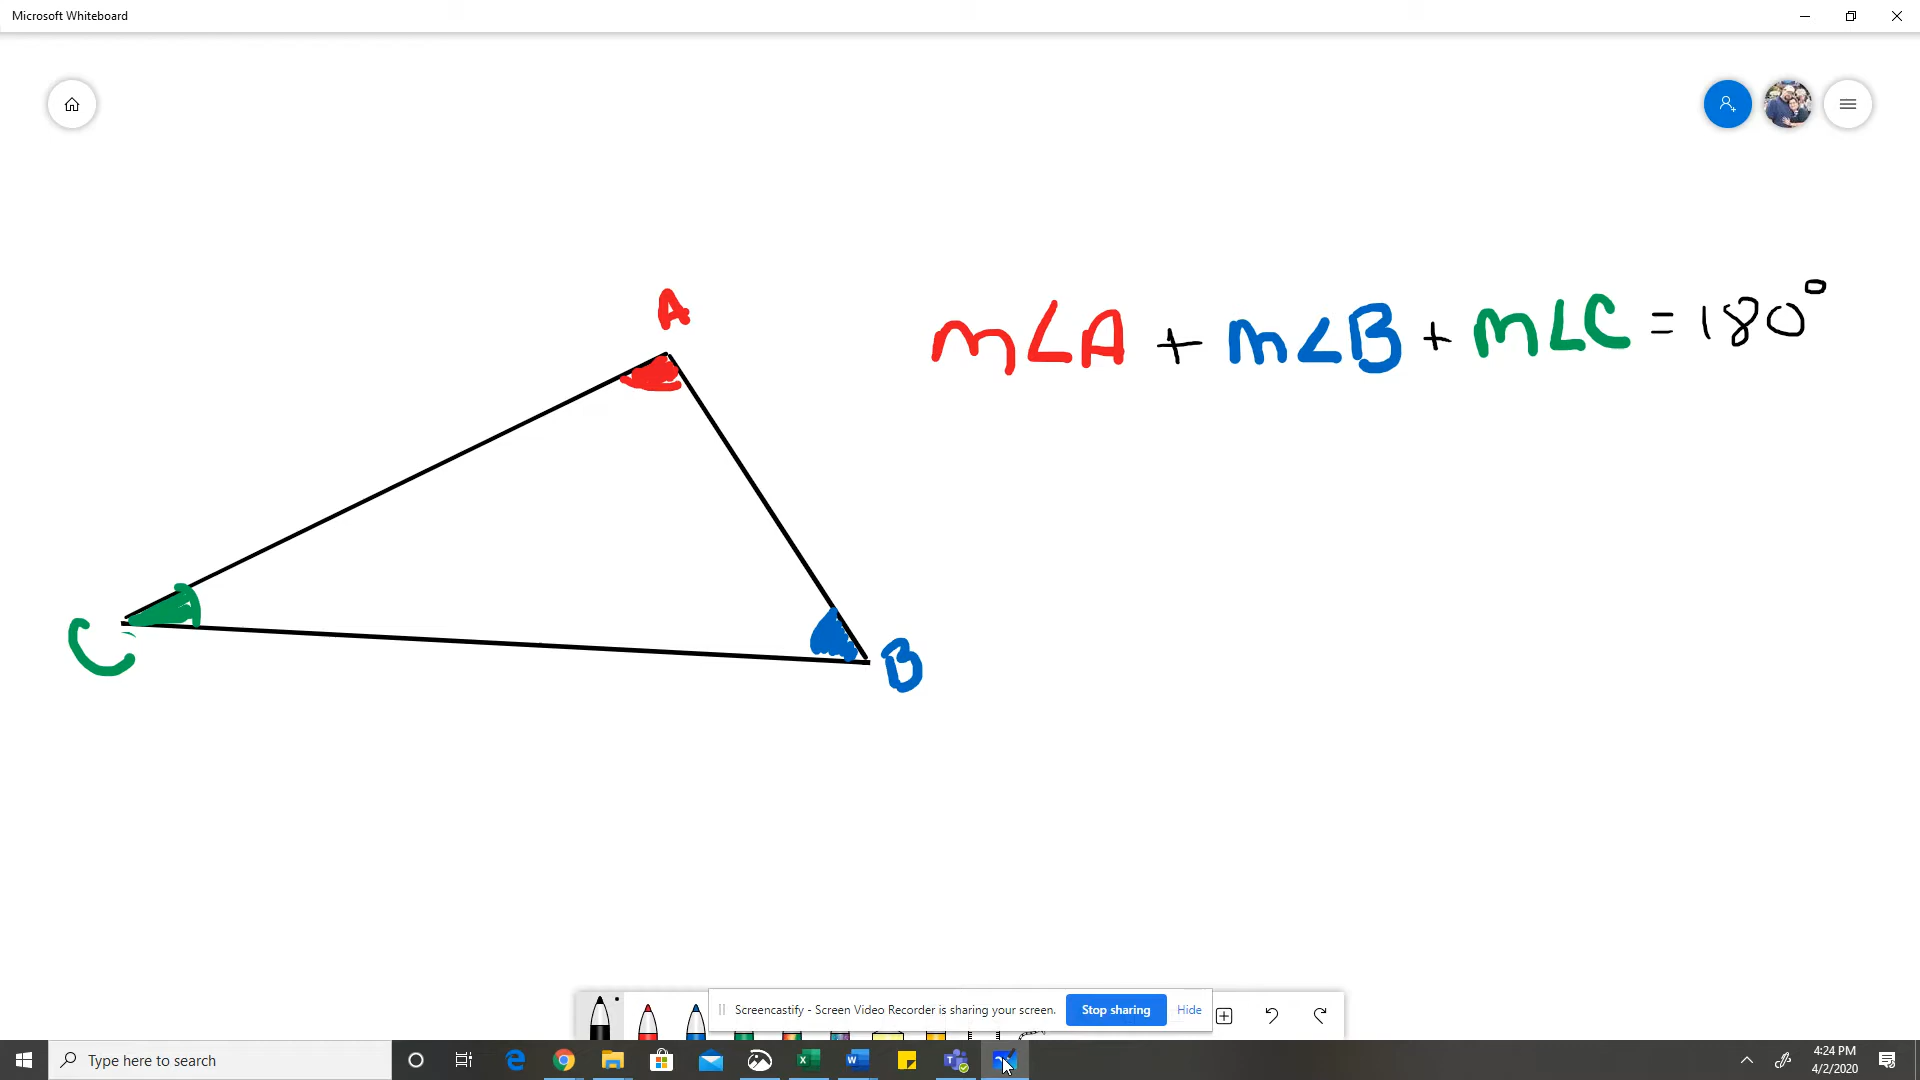 Microsoft Whiteboard
A
m∠A + m∠B + m∠C = 180°
C
B
Screencastify - Screen Video Recorder is sharing your screen. Stop sharing Hide
Type here to search
4:24 PM
4/2/2020